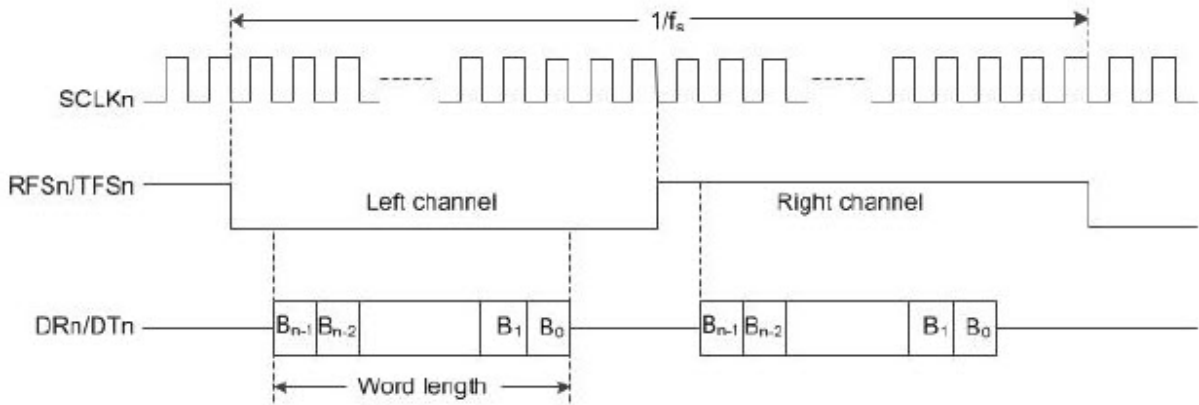 1/fs
SCLKn
RFSn/TFSn
Left channel
Right channel
DRn/DTn
Bn-1 Bn-2 B1 B0
Bn-1 Bn-2 B1 B0
Word length